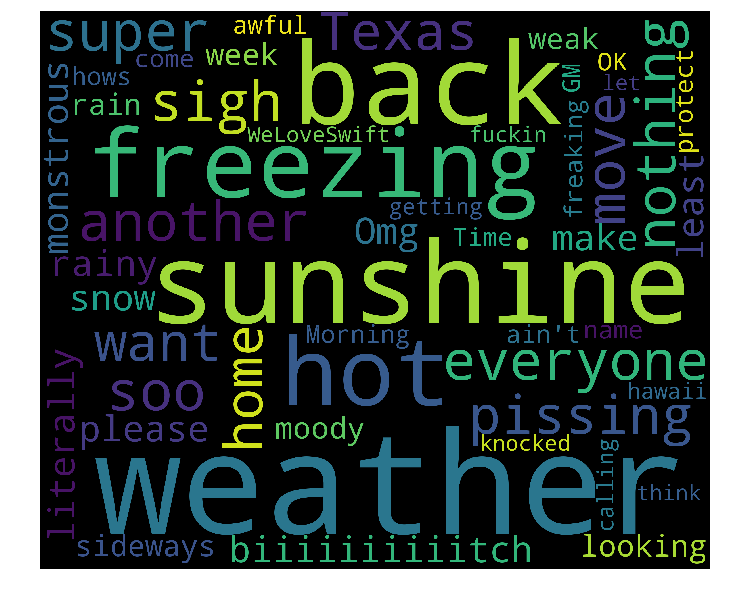 super
awful
Texas
weak
nothing
come
week
back
OK
hows
GM
let
protect
monstrous
rain
sigh
freaking
move
WeLoveSwift
fuckin
freezing
least
another
getting
Omg
Time
make
rainy
sunshine
snow
want
home
Morning
ain't
name
hot
everyone
literally
soo
hawaii
please
moody
pissing
knocked
weather
calling
think
sideways
biiiiiiiiiitch
looking